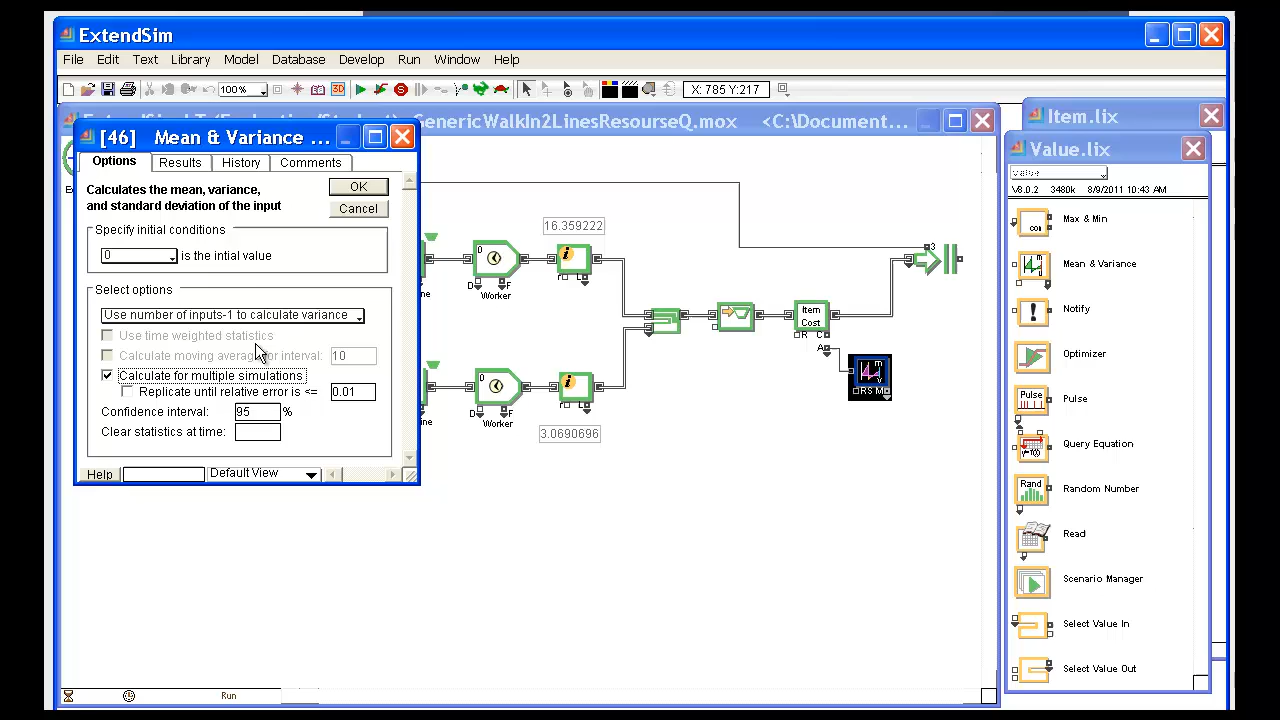 ExtendSim
File Edit Text Library Model Database Develop Run Window Help
100% 3D X: 785 Y:217
GenericWalkIn2LinesResourseQ.mox <C:\Document...
Item.lix
[46] Mean & Variance ...
Options Results History Comments
Calculates the mean, variance,
and standard deviation of the input
OK
Cancel
Specify initial conditions
0 is the intial value
Select options
Use number of inputs-1 to calculate variance
Use time weighted statistics
Calculate moving average for interval: 10
Calculate for multiple simulations
Replicate until relative error is <= 0.01
Confidence interval: 95 %
Clear statistics at time:
Help Default View
16.359222
0
D F
Worker
r L
3
Item
Cost
R C
A
R S M
0
D F
Worker
r L
3.0690696
Run
Value.lix
Value
V8.0.2 3480k 8/9/2011 10:43 AM
con Max & Min
Mean & Variance
Notify
Optimizer
Pulse Pulse
y=f() Query Equation
Rand Random Number
Read
Scenario Manager
Select Value In
Select Value Out